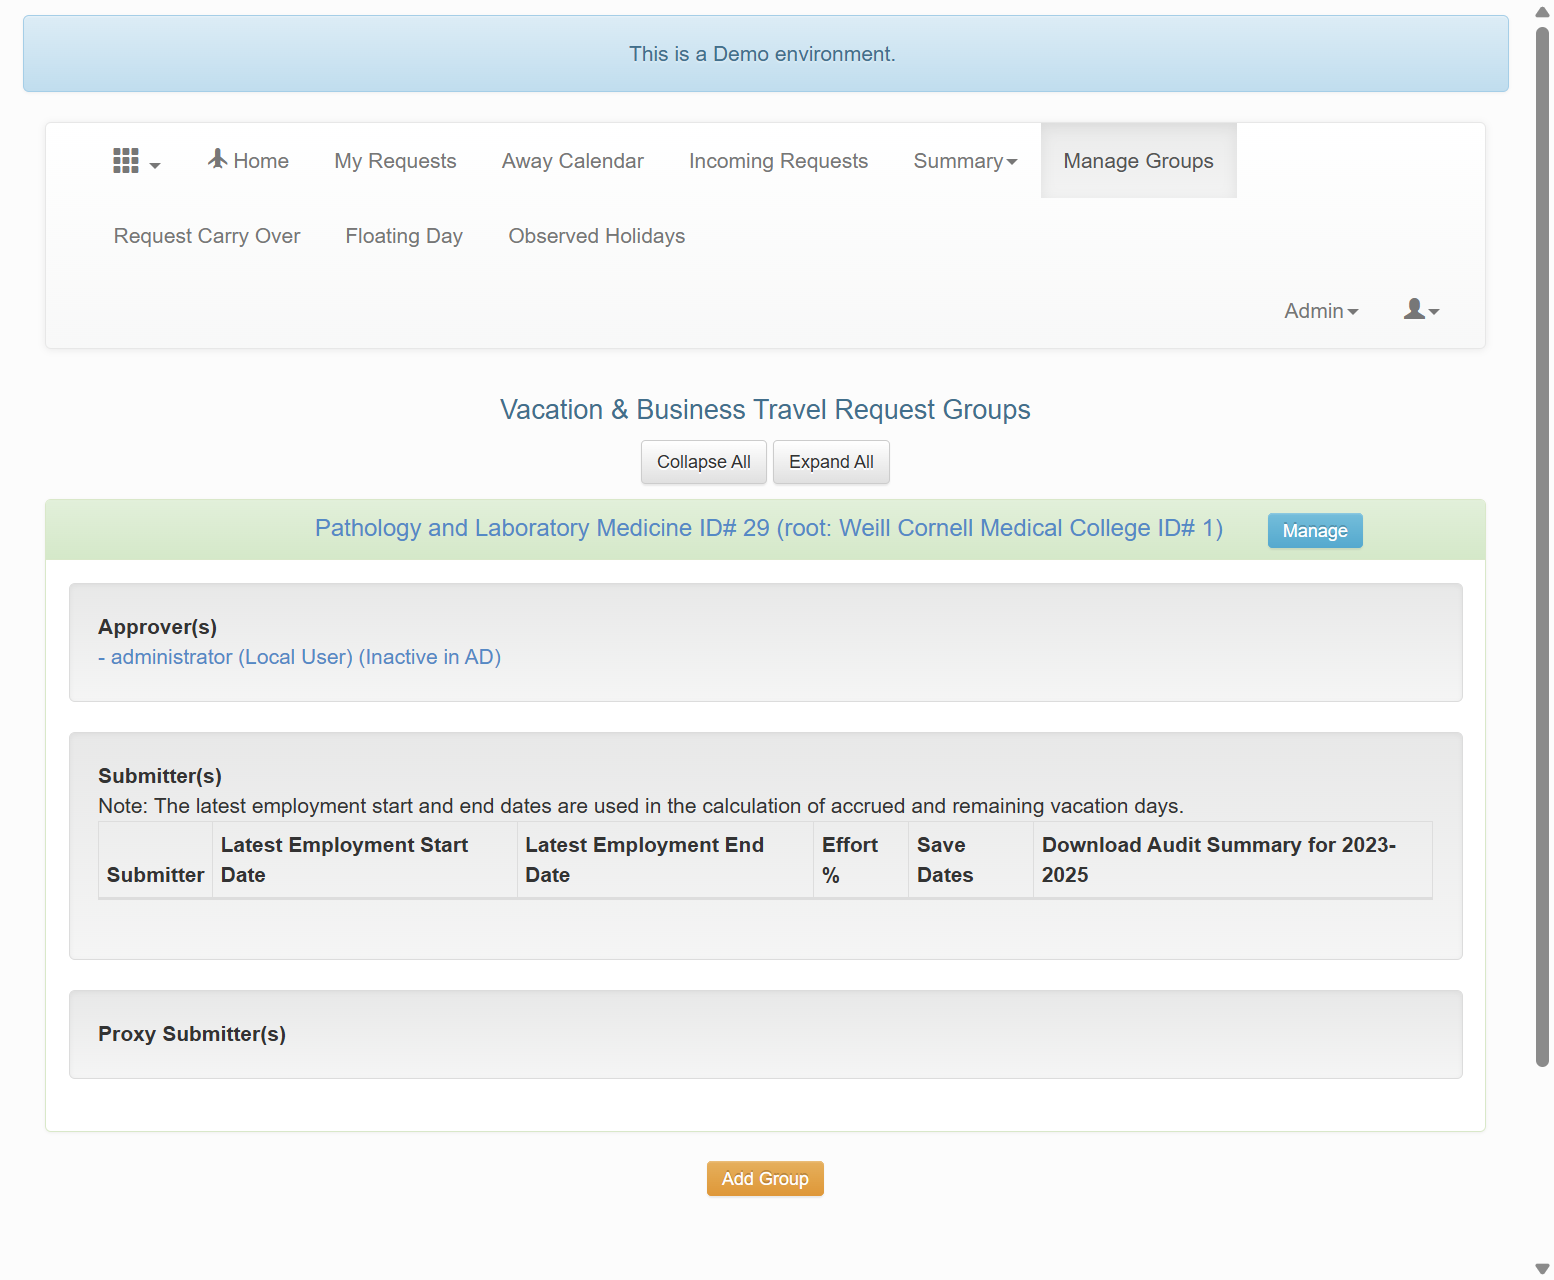 This is a Demo environment.
Home My Requests Away Calendar Incoming Requests Summary Manage Groups
Request Carry Over Floating Day Observed Holidays
Admin
Vacation & Business Travel Request Groups
Collapse All Expand All
Pathology and Laboratory Medicine ID# 29 (root: Weill Cornell Medical College ID# 1) Manage
Approver(s)
- administrator (Local User) (Inactive in AD)
Submitter(s)
Note: The latest employment start and end dates are used in the calculation of accrued and remaining vacation days.
Submitter Latest Employment Start Date Latest Employment End Date Effort % Save Dates Download Audit Summary for 2023-2025
Proxy Submitter(s)
Add Group